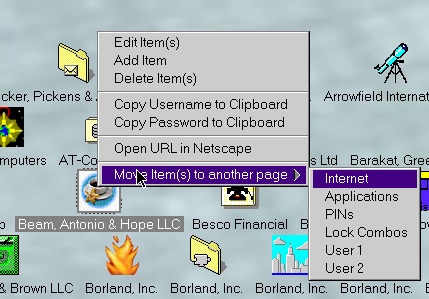 Edit Item(s)
Add Item
Delete Item(s)
cker, Pickens &
Arrowfield Internat
Copy Username to Clipboard
Copy Password to Clipboard
Open URL in Netscape
mputers
AT-Co
s Ltd
Barakat, Gree
Move Item(s) to another page
Internet
Applications
PINs
Lock Combos
User 1
User 2
Beam, Antonio & Hope LLC
Besco Financial
B
& Brown LLC
Borland, Inc.
Borland, Inc.
Borland, Inc.